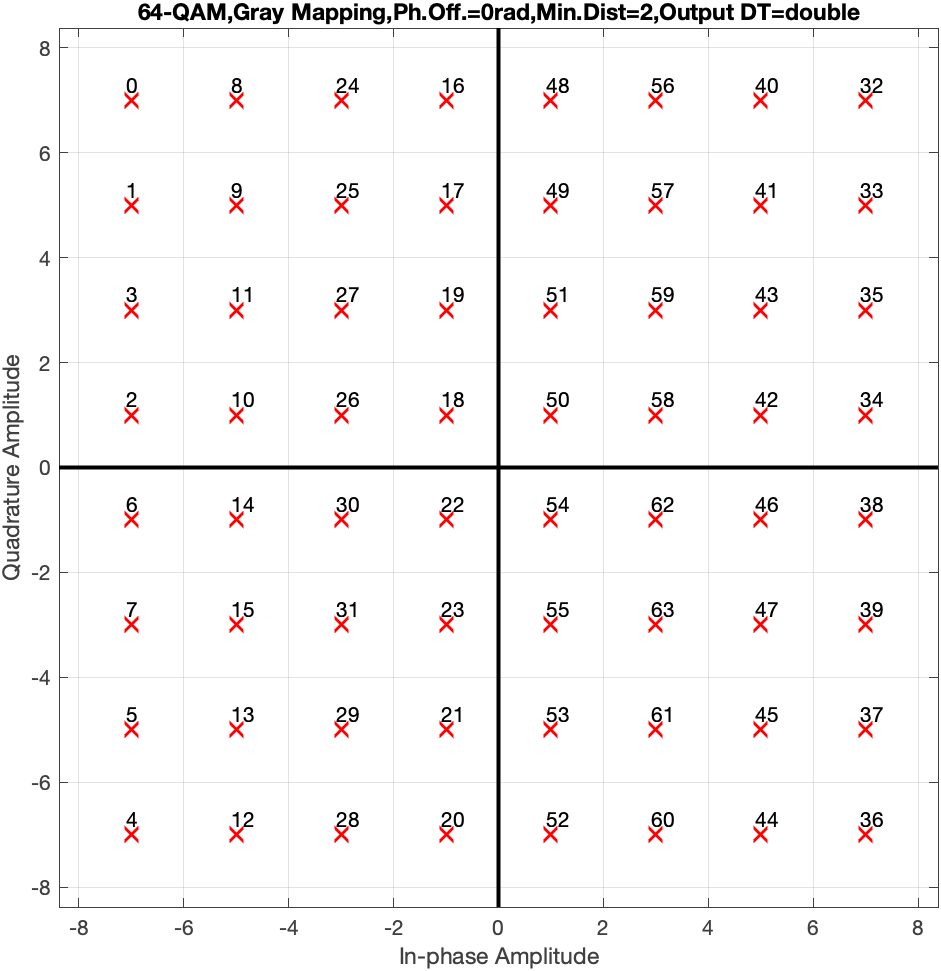 64-QAM,Gray Mapping,Ph.Off.=0rad,Min.Dist=2,Output DT=double
8
0 8 24 16 48 56 40 32
6
1 9 25 17 49 57 41 33
4
3 11 27 19 51 59 43 35
2
2 10 26 18 50 58 42 34
0
6 14 30 22 54 62 46 38
-2
7 15 31 23 55 63 47 39
-4
5 13 29 21 53 61 45 37
-6
4 12 28 20 52 60 44 36
-8
-8 -6 -4 -2 0 2 4 6 8
In-phase Amplitude
Quadrature Amplitude